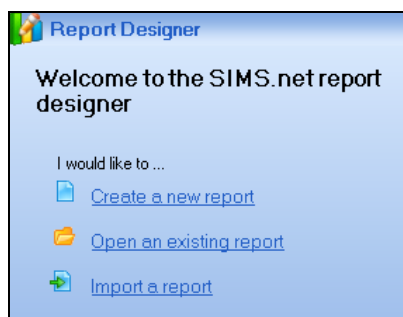 Report Designer
Welcome to the SIMS.net report
designer
I would like to ...
Create a new report
Open an existing report
Import a report